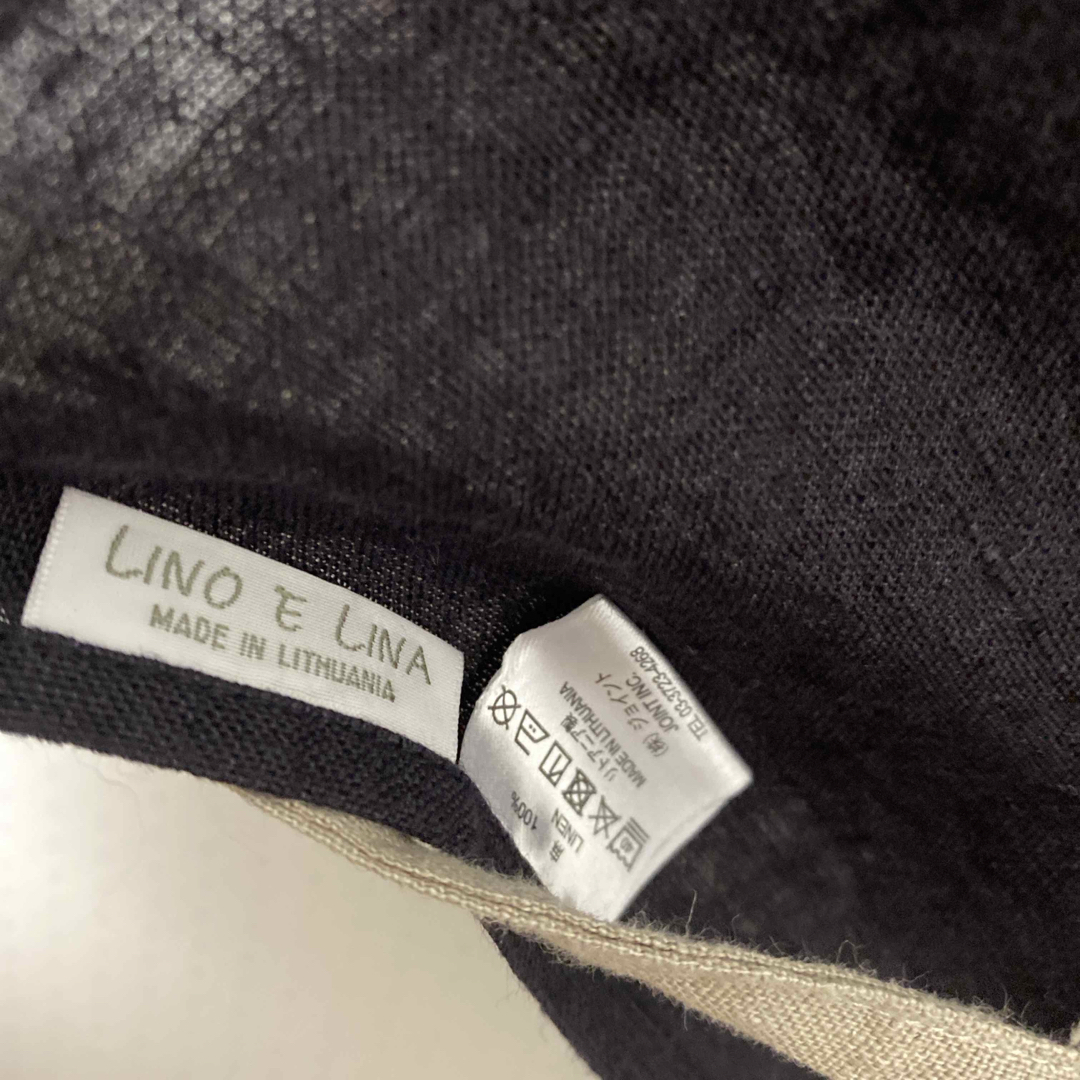 LINO E LINA
MADE IN LITHUANIA
麻
LINEN 100%
40
リトアニア製
MADE IN LITHUANIA
(株) ジョイント
JOINT INC.
TEL 03-3723-4268